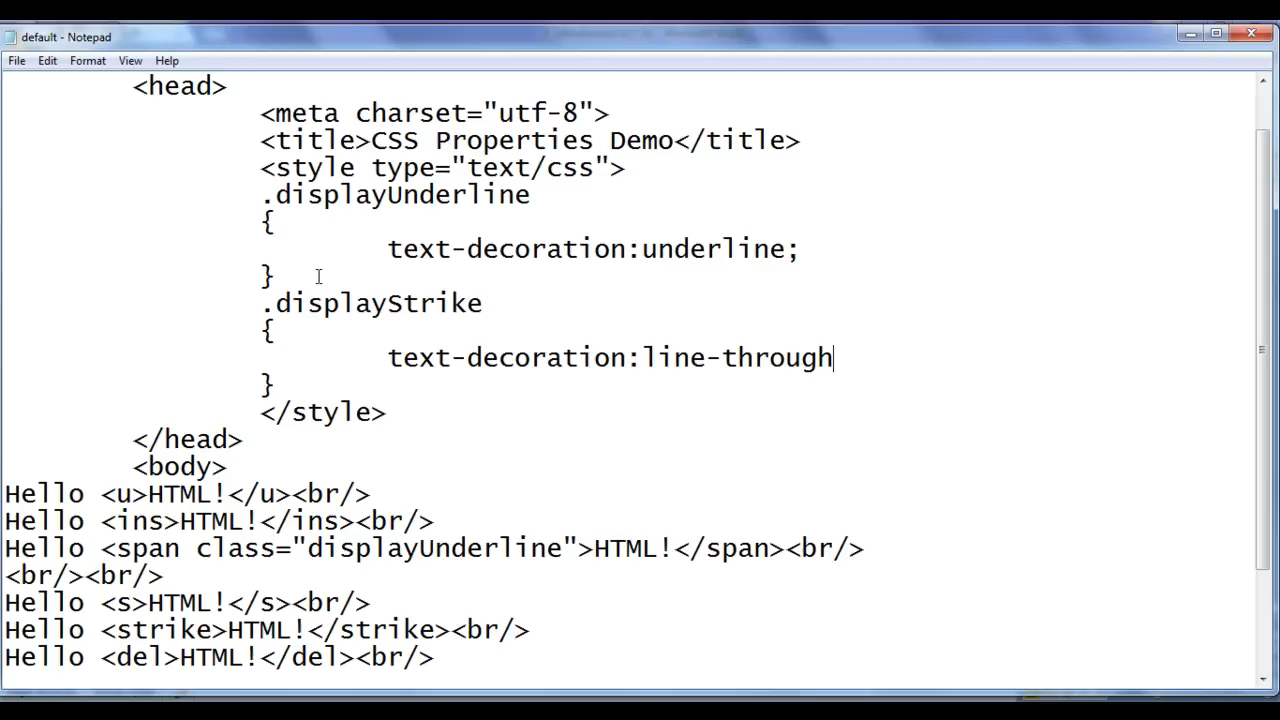 default - Notepad
File Edit Format View Help
<head>
<meta charset="utf-8">
<title>CSS Properties Demo</title>
<style type="text/css">
.displayUnderline
{
text-decoration:underline;
}
.displayStrike
{
text-decoration:line-through
}
</style>
</head>
<body>
Hello <u>HTML!</u><br/>
Hello <ins>HTML!</ins><br/>
Hello <span class="displayUnderline">HTML!</span><br/>
<br/><br/>
Hello <s>HTML!</s><br/>
Hello <strike>HTML!</strike><br/>
Hello <del>HTML!</del><br/>